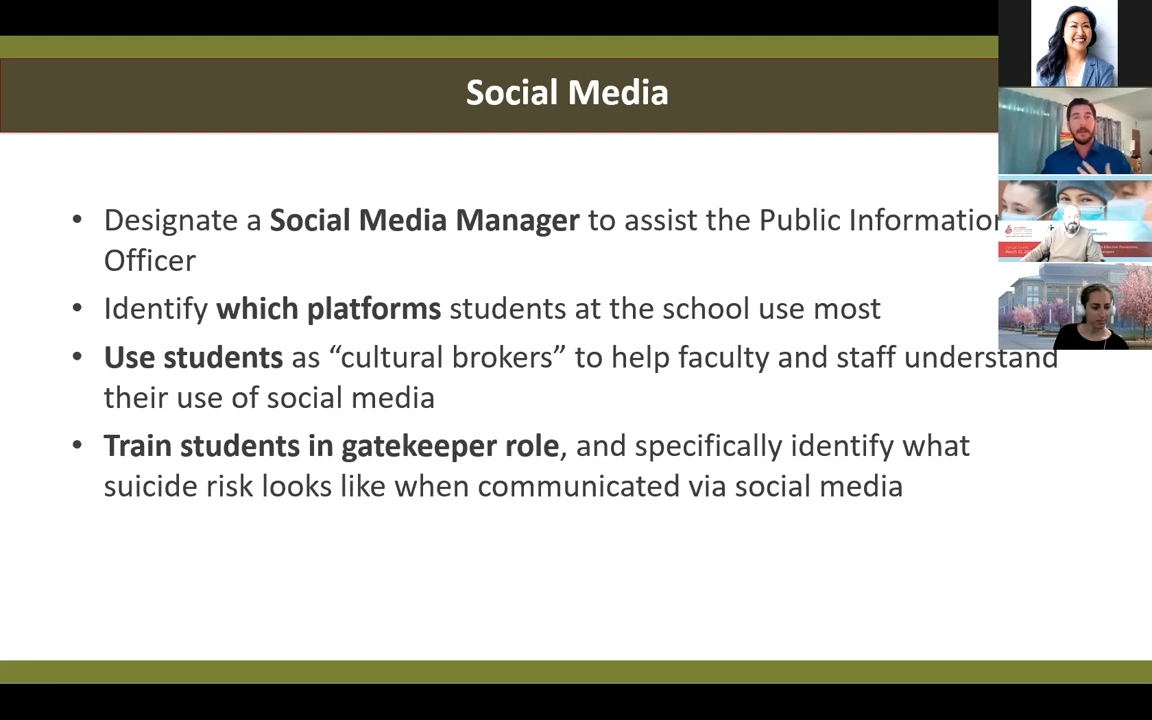 Social Media
• Designate a Social Media Manager to assist the Public Information
Officer
• Identify which platforms students at the school use most
• Use students as “cultural brokers” to help faculty and staff understand
their use of social media
• Train students in gatekeeper role, and specifically identify what
suicide risk looks like when communicated via social media